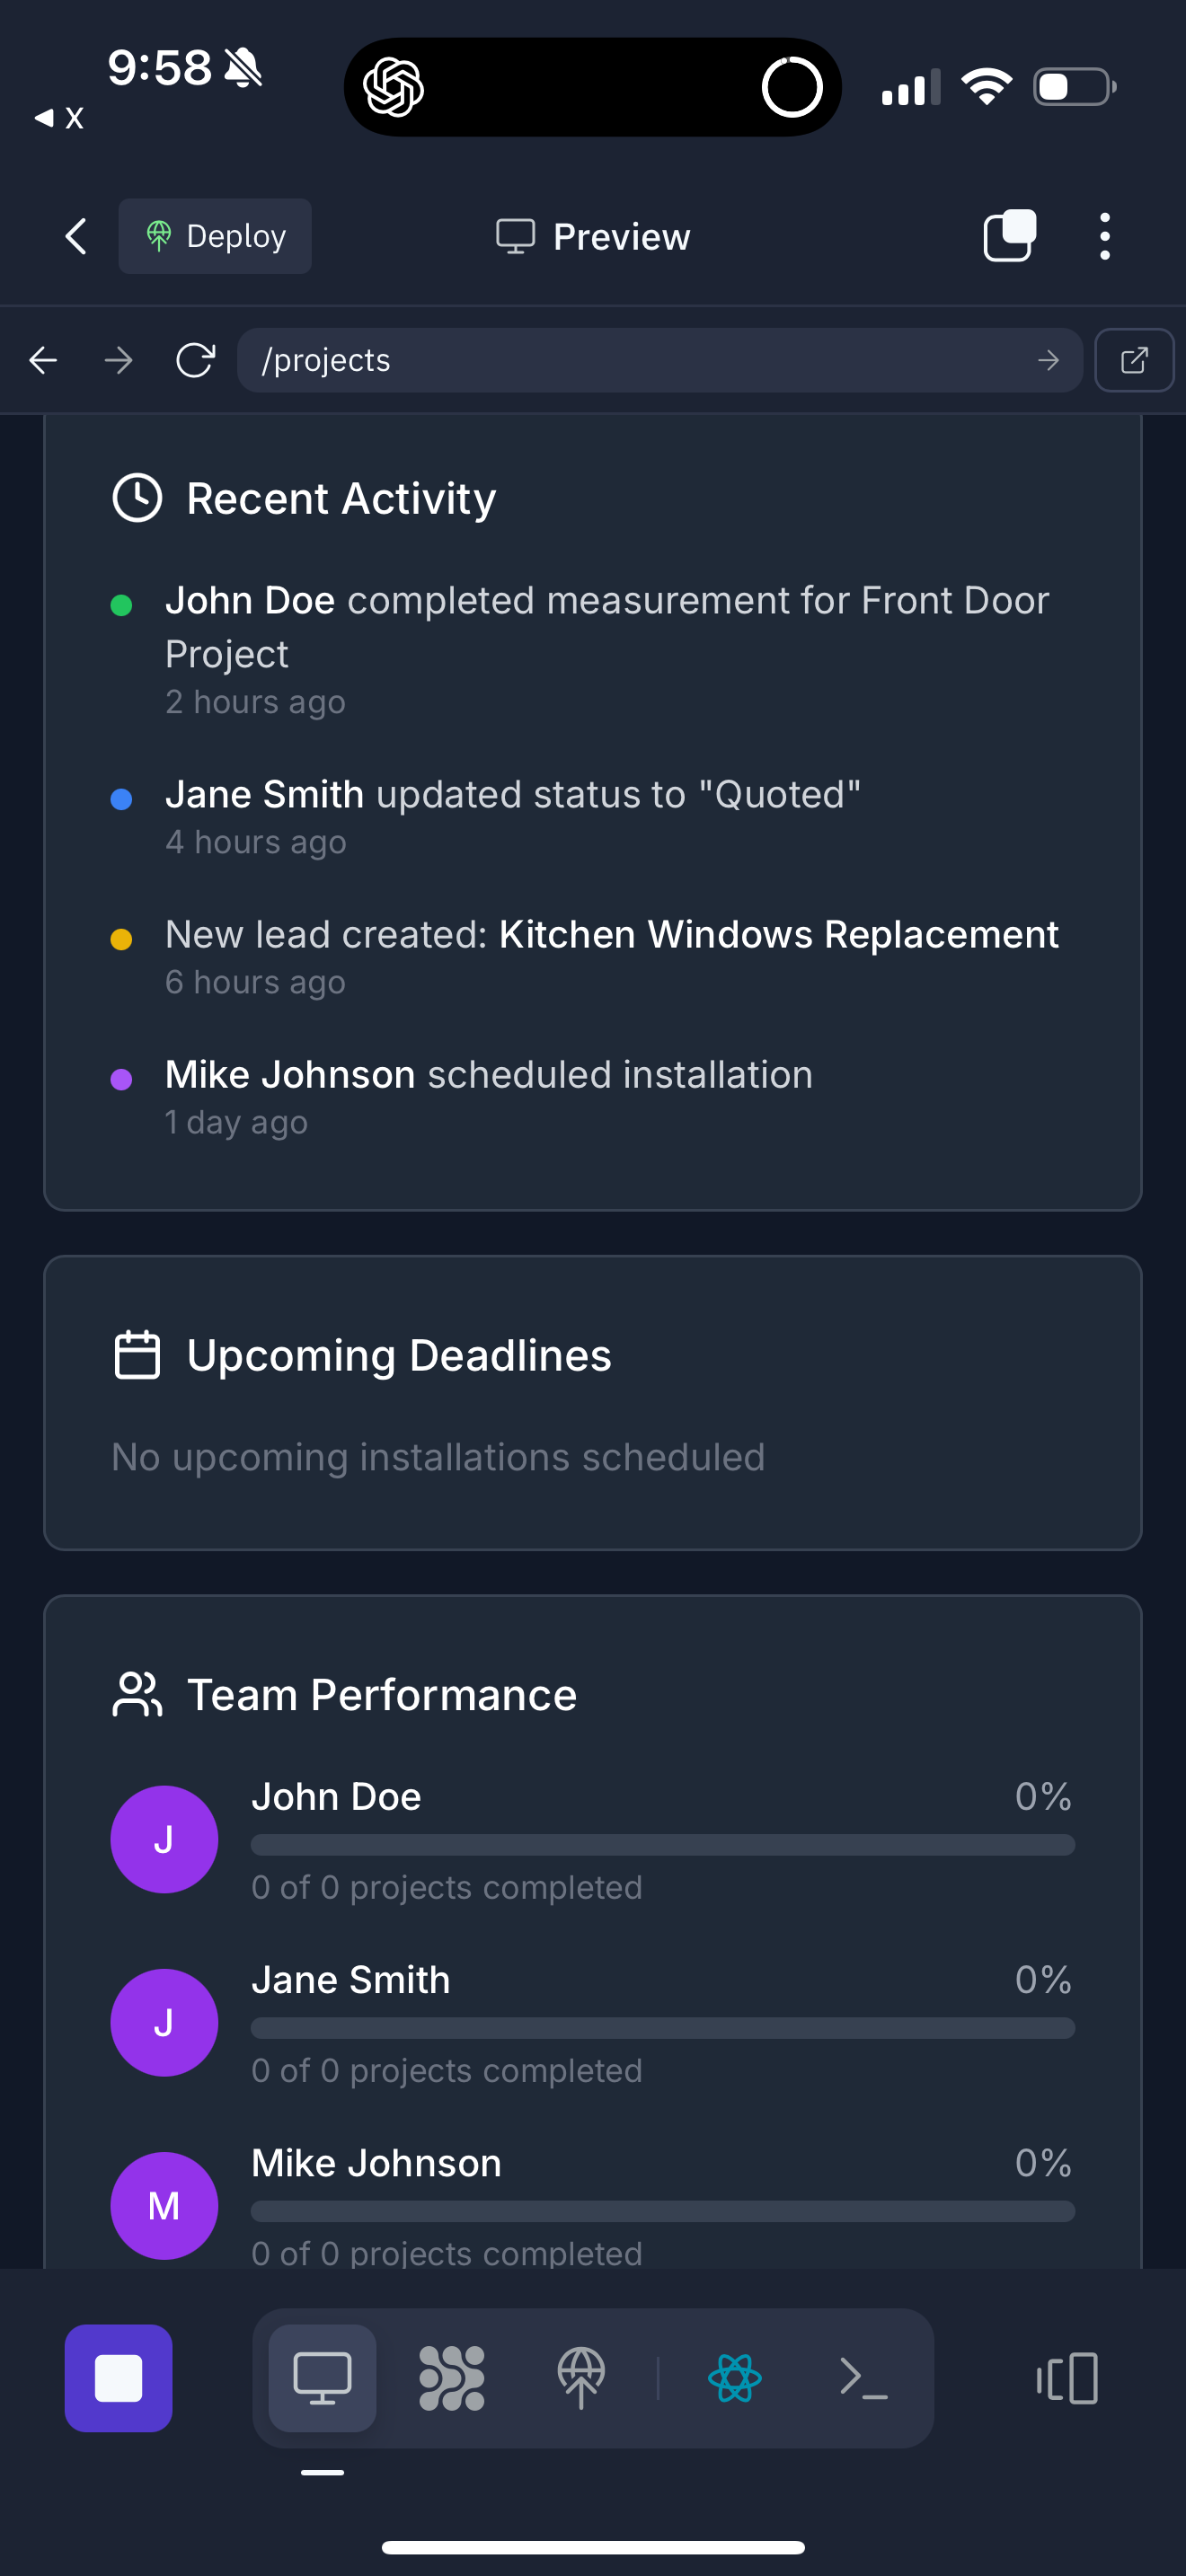 9:58
X
Deploy
Preview
/projects
Recent Activity
John Doe completed measurement for Front Door
Project
2 hours ago
Jane Smith updated status to "Quoted"
4 hours ago
New lead created: Kitchen Windows Replacement
6 hours ago
Mike Johnson scheduled installation
1 day ago
Upcoming Deadlines
No upcoming installations scheduled
Team Performance
J
John Doe
0%
0 of 0 projects completed
J
Jane Smith
0%
0 of 0 projects completed
M
Mike Johnson
0%
0 of 0 projects completed